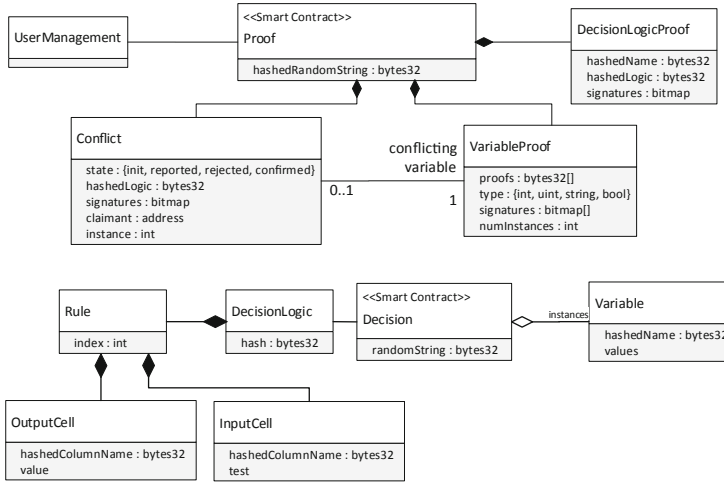 UserManagement
<<Smart Contract>>
Proof
hashedRandomString : bytes32
DecisionLogicProof
hashedName : bytes32
hashedLogic : bytes32
signatures : bitmap
Conflict
state : {init, reported, rejected, confirmed}
hashedLogic : bytes32
signatures : bitmap
claimant : address
instance : int
conflicting
variable
0..1
1
VariableProof
proofs : bytes32[]
type : {int, uint, string, bool}
signatures : bitmap[]
numInstances : int
Rule
index : int
DecisionLogic
hash : bytes32
<<Smart Contract>>
Decision
randomString : bytes32
instances
Variable
hashedName : bytes32
values
OutputCell
hashedColumnName : bytes32
value
InputCell
hashedColumnName : bytes32
test